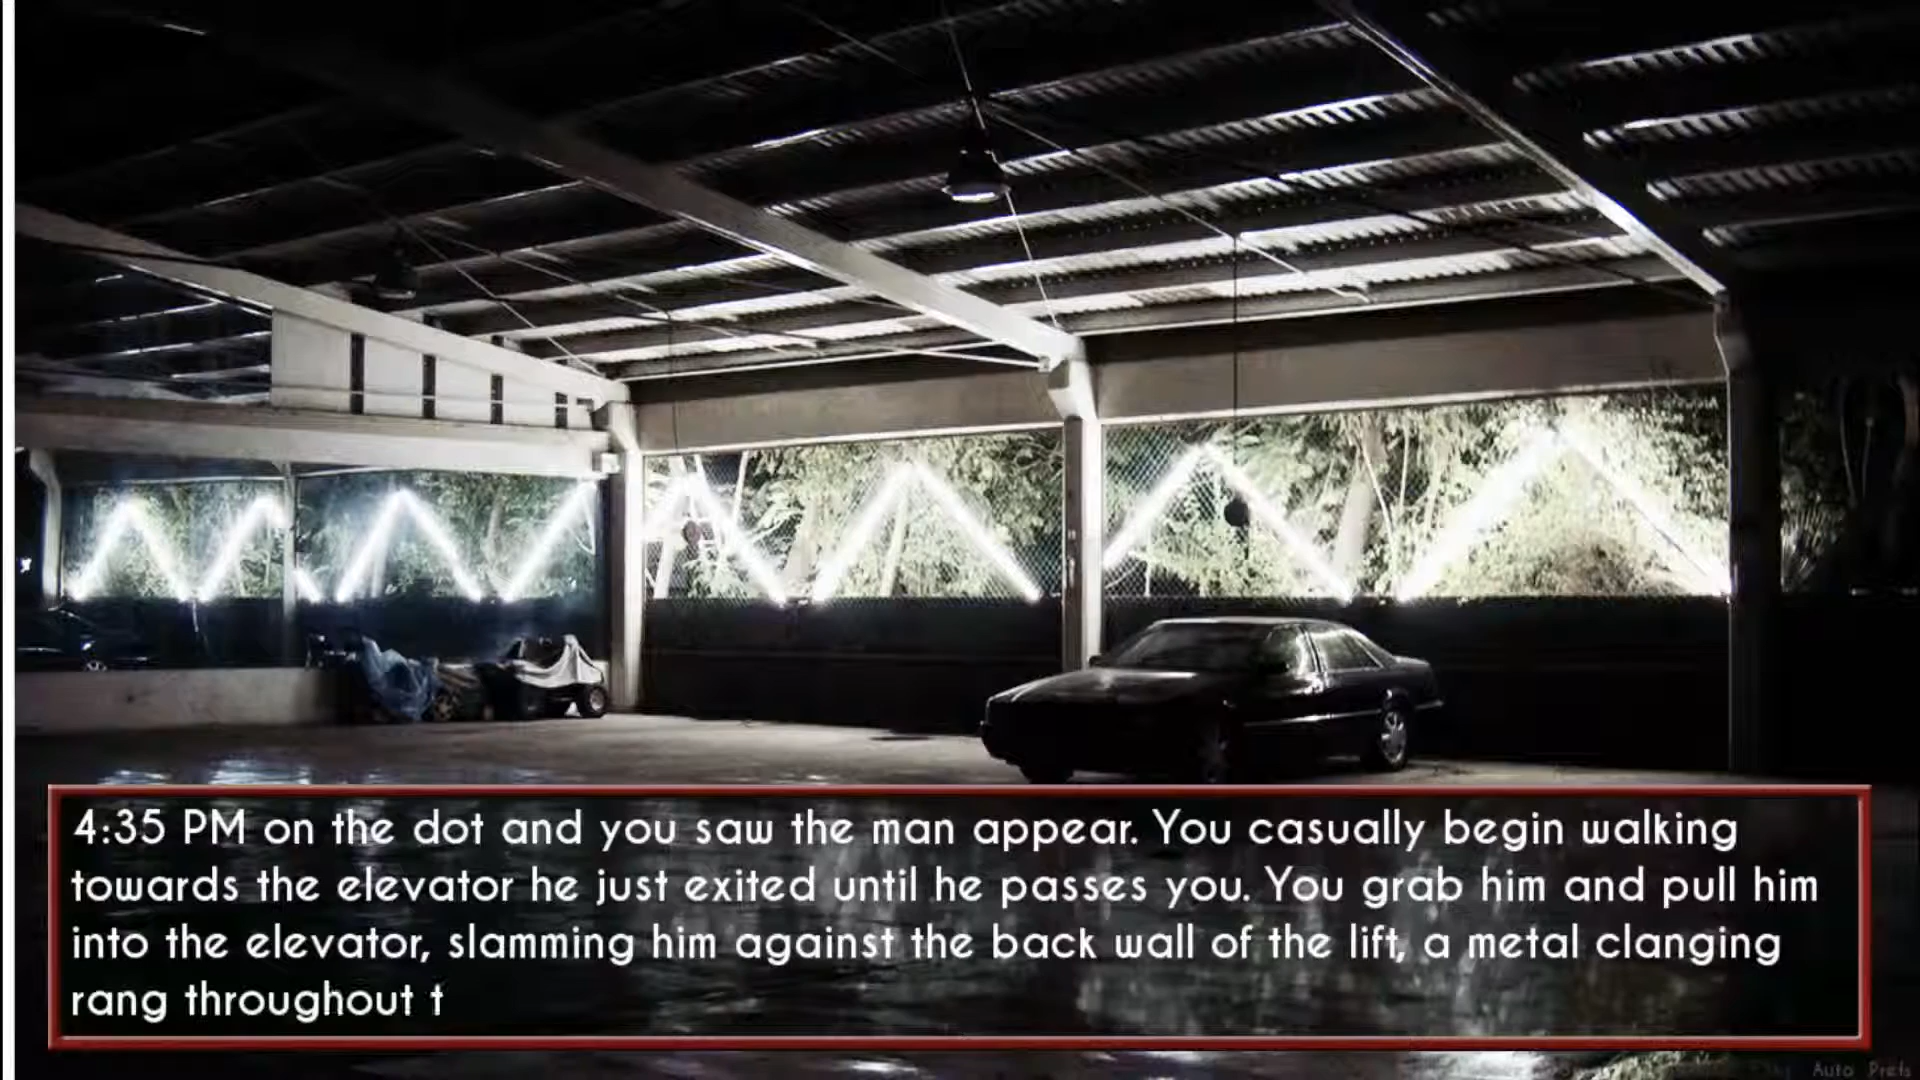 4:35 PM on the dot and you saw the man appear. You casually begin walking
towards the elevator he just exited until he passes you. You grab him and pull him
into the elevator, slamming him against the back wall of the lift, a metal clanging
rang throughout t
Auto Prefs